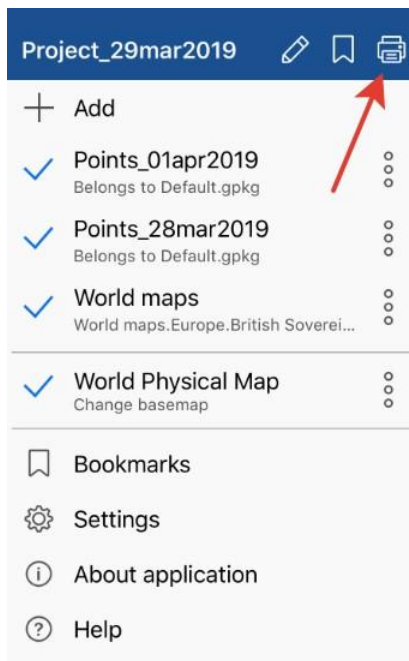 Project_29mar2019
Add
Points_01apr2019
Belongs to Default.gpkg
Points_28mar2019
Belongs to Default.gpkg
World maps
World maps.Europe.British Soverei...
World Physical Map
Change basemap
Bookmarks
Settings
About application
Help